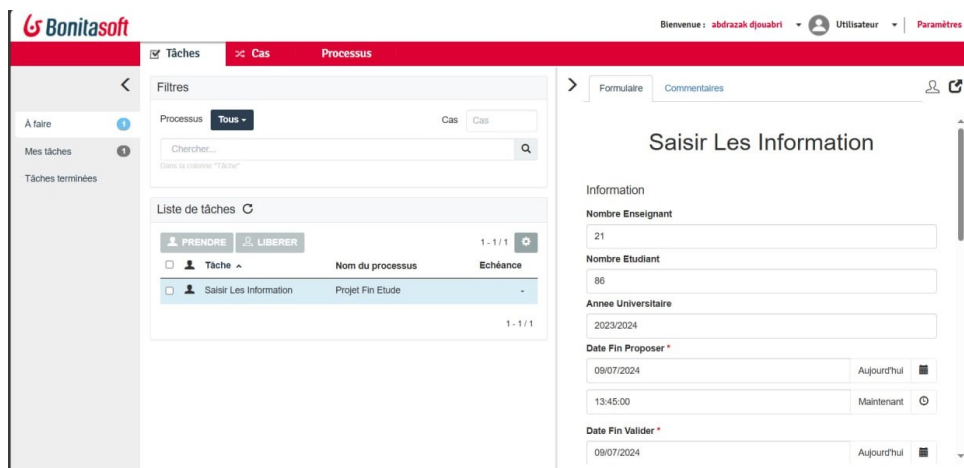 Bonitasoft
Bienvenue : abdrazak djouabri Utilisateur Paramètres
Tâches Cas Processus
À faire 1
Mes tâches 1
Tâches terminées
Filtres
Processus Tous Cas Cas
Chercher...
Dans la colonne "Tâche"
Liste de tâches
PRENDRE LIBERER 1 - 1 / 1
Tâche Nom du processus Echéance
Saisir Les Information Projet Fin Etude -
1 - 1 / 1
Formulaire Commentaires
Saisir Les Information
Information
Nombre Enseignant
21
Nombre Etudiant
86
Annee Universitaire
2023/2024
Date Fin Proposer *
09/07/2024 Aujourd'hui
13:45:00 Maintenant
Date Fin Valider *
09/07/2024 Aujourd'hui